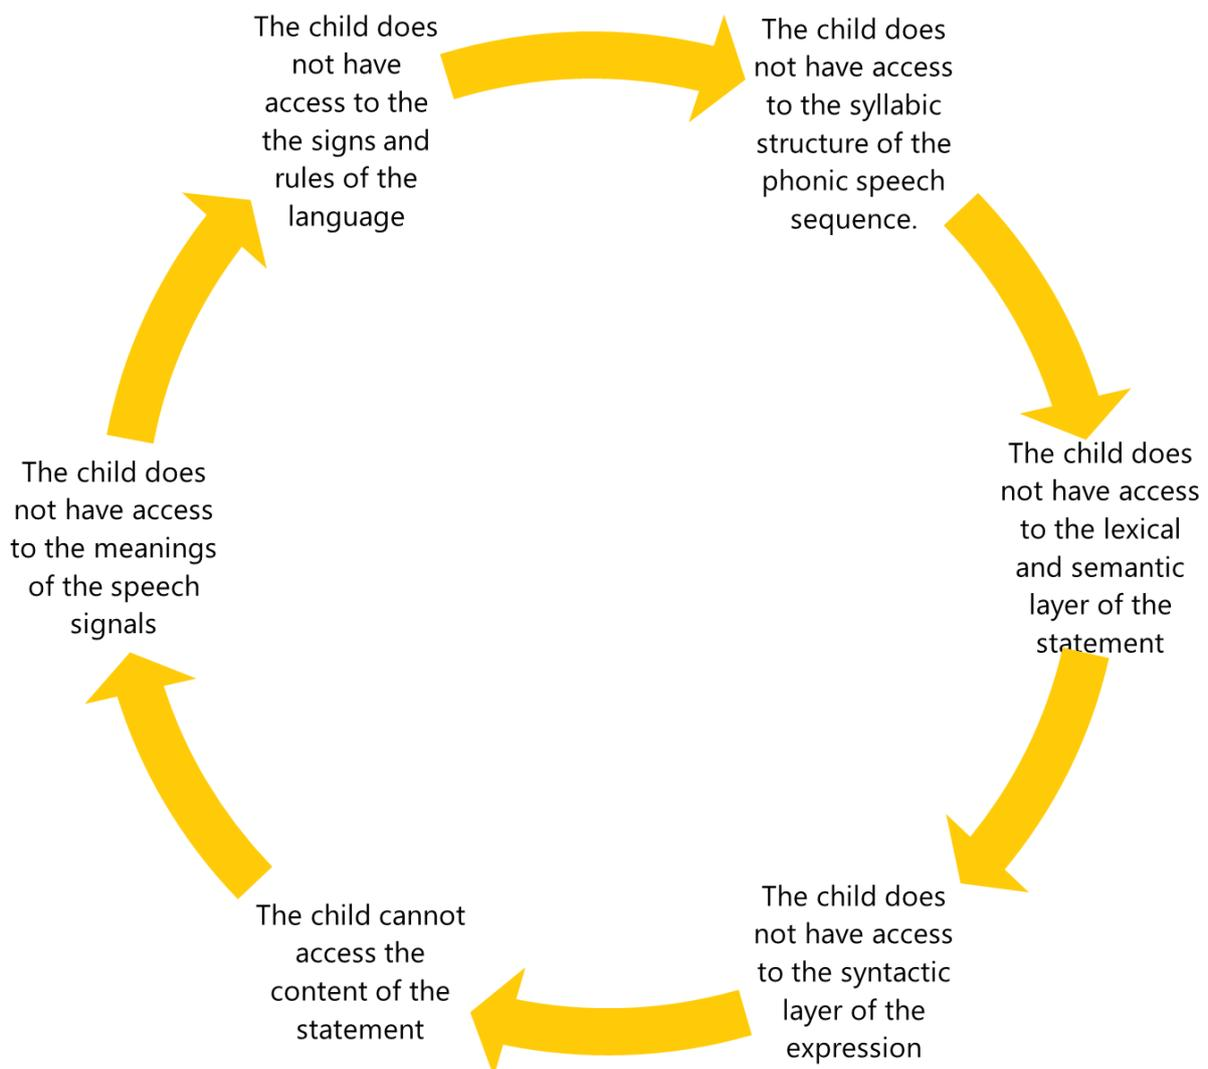 The child does
not have
access to the
the signs and
rules of the
language
The child does
not have access
to the syllabic
structure of the
phonic speech
sequence.
The child does
not have access
to the lexical
and semantic
layer of the
statement
The child does
not have access
to the syntactic
layer of the
expression
The child cannot
access the
content of the
statement
The child does
not have access
to the meanings
of the speech
signals